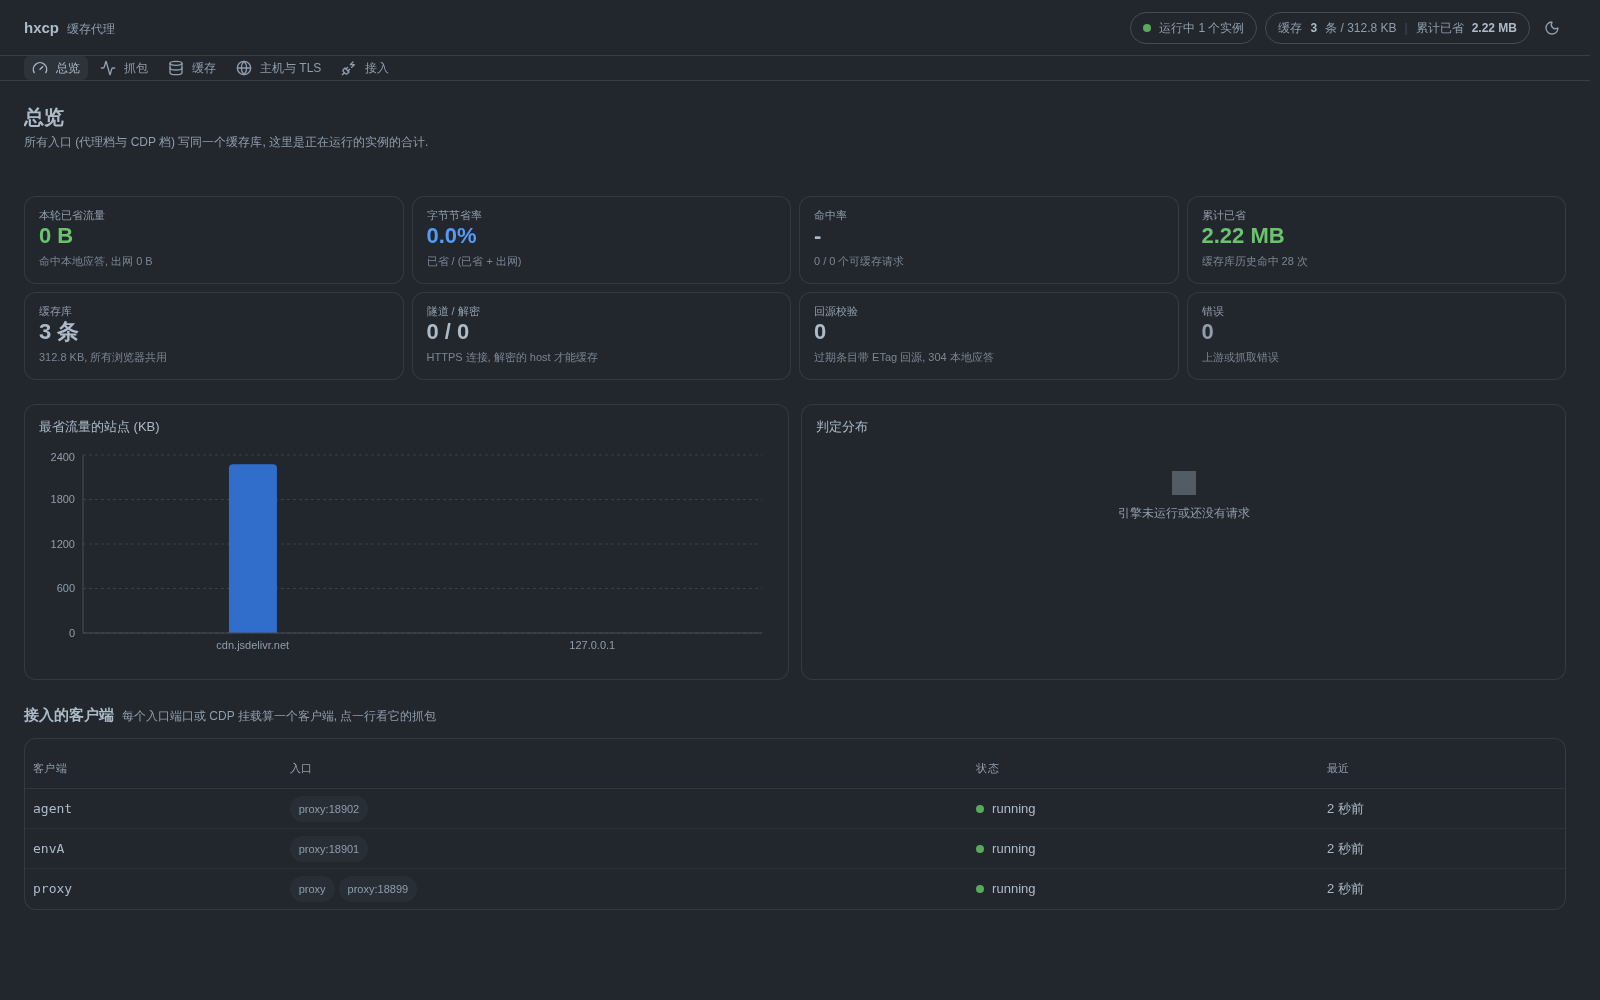 hxcp 缓存代理
运行中 1 个实例
缓存 3 条 / 312.8 KB | 累计已省 2.22 MB
总览 抓包 缓存 主机与 TLS 接入
总览
所有入口 (代理档与 CDP 档) 写同一个缓存库, 这里是正在运行的实例的合计.
本轮已省流量
0 B
命中本地应答, 出网 0 B
字节节省率
0.0%
已省 / (已省 + 出网)
命中率
-
0 / 0 个可缓存请求
累计已省
2.22 MB
缓存库历史命中 28 次
缓存库
3 条
312.8 KB, 所有浏览器共用
隧道 / 解密
0 / 0
HTTPS 连接, 解密的 host 才能缓存
回源校验
0
过期条目带 ETag 回源, 304 本地应答
错误
0
上游或抓取错误
最省流量的站点 (KB)
2400
1800
1200
600
0
cdn.jsdelivr.net 127.0.0.1
判定分布
引擎未运行或还没有请求
接入的客户端 每个入口端口或 CDP 挂载算一个客户端, 点一行看它的抓包
客户端 入口 状态 最近
agent proxy:18902 running 2 秒前
envA proxy:18901 running 2 秒前
proxy proxy proxy:18899 running 2 秒前